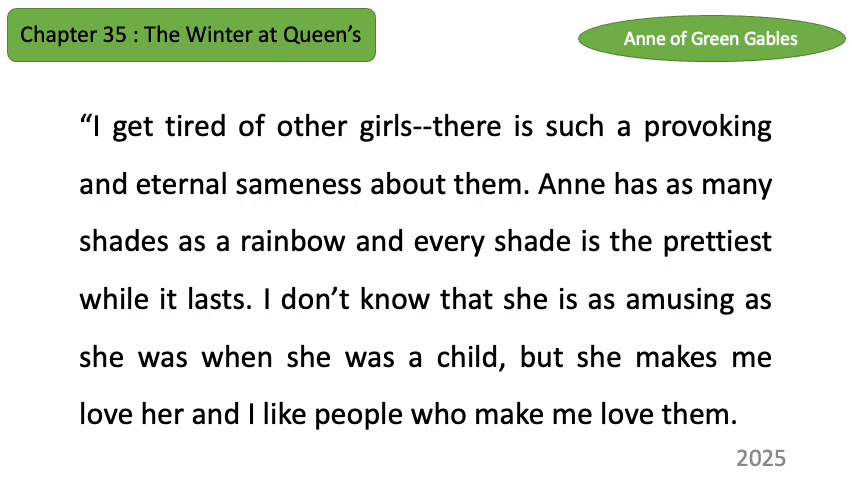 Chapter 35 : The Winter at Queen’s
Anne of Green Gables
“I get tired of other girls--there is such a provoking
and eternal sameness about them. Anne has as many
shades as a rainbow and every shade is the prettiest
while it lasts. I don’t know that she is as amusing as
she was when she was a child, but she makes me
love her and I like people who make me love them.
2025